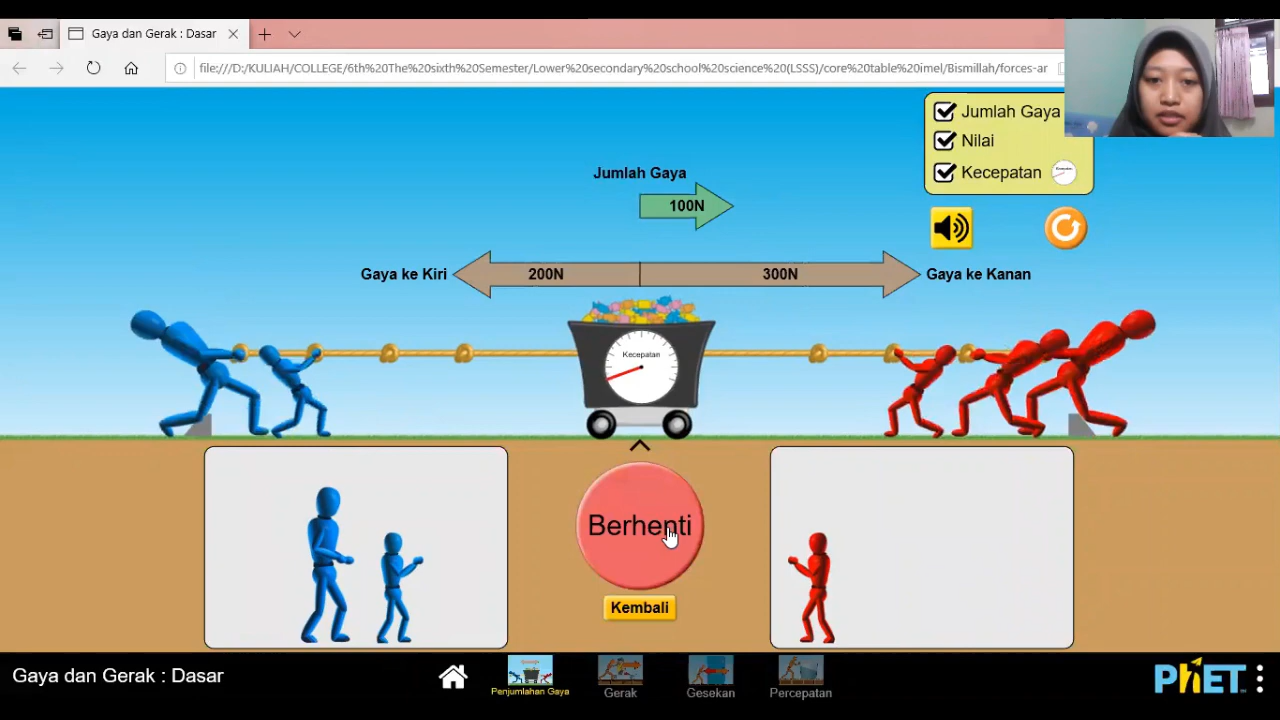 Gaya dan Gerak : Dasar
file:///D:/KULIAH/COLLEGE/6th%20The%20sixth%20Semester/Lower%20secondary%20school%20science%20(LSSS)/core%20table%20imel/Bismillah/forces-ar
Jumlah Gaya
Nilai
Kecepatan
Jumlah Gaya
100N
Gaya ke Kiri
200N
300N
Gaya ke Kanan
Kecepatan
Berhenti
Kembali
Gaya dan Gerak : Dasar
Penjumlahan Gaya
Gerak
Gesekan
Percepatan
PhET